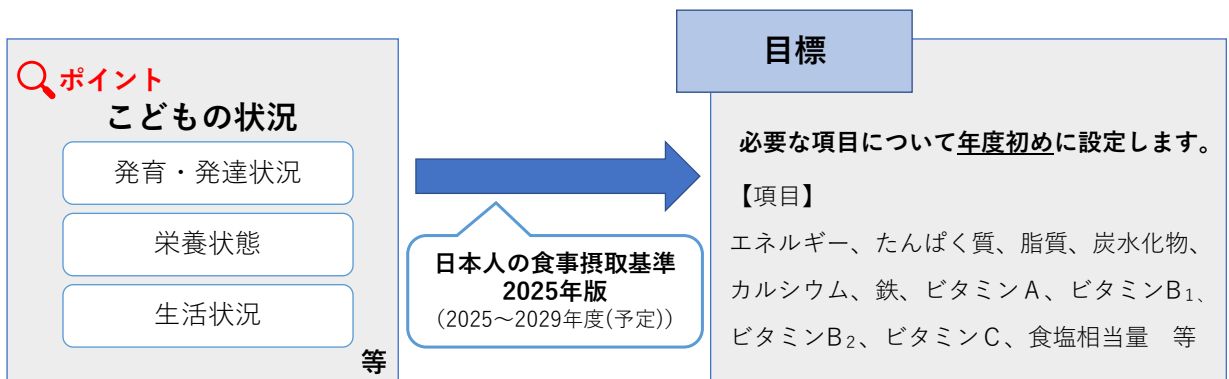 ポイント
こどもの状況
発育・発達状況
栄養状態
生活状況
等
日本人の食事摂取基準
2025年版
(2025～2029年度(予定))
目標
必要な項目について年度初めに設定します。
【項目】
エネルギー、たんぱく質、脂質、炭水化物、
カルシウム、鉄、ビタミンA、ビタミンB₁、
ビタミンB₂、ビタミンC、食塩相当量　等